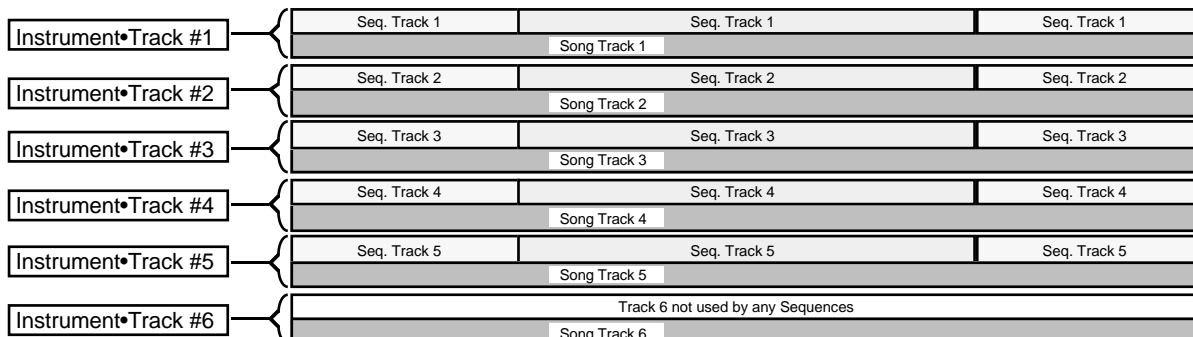 Instrument•Track #1
Seq. Track 1 Seq. Track 1 Seq. Track 1
Song Track 1
Instrument•Track #2
Seq. Track 2 Seq. Track 2 Seq. Track 2
Song Track 2
Instrument•Track #3
Seq. Track 3 Seq. Track 3 Seq. Track 3
Song Track 3
Instrument•Track #4
Seq. Track 4 Seq. Track 4 Seq. Track 4
Song Track 4
Instrument•Track #5
Seq. Track 5 Seq. Track 5 Seq. Track 5
Song Track 5
Instrument•Track #6
Track 6 not used by any Sequences
Song Track 6